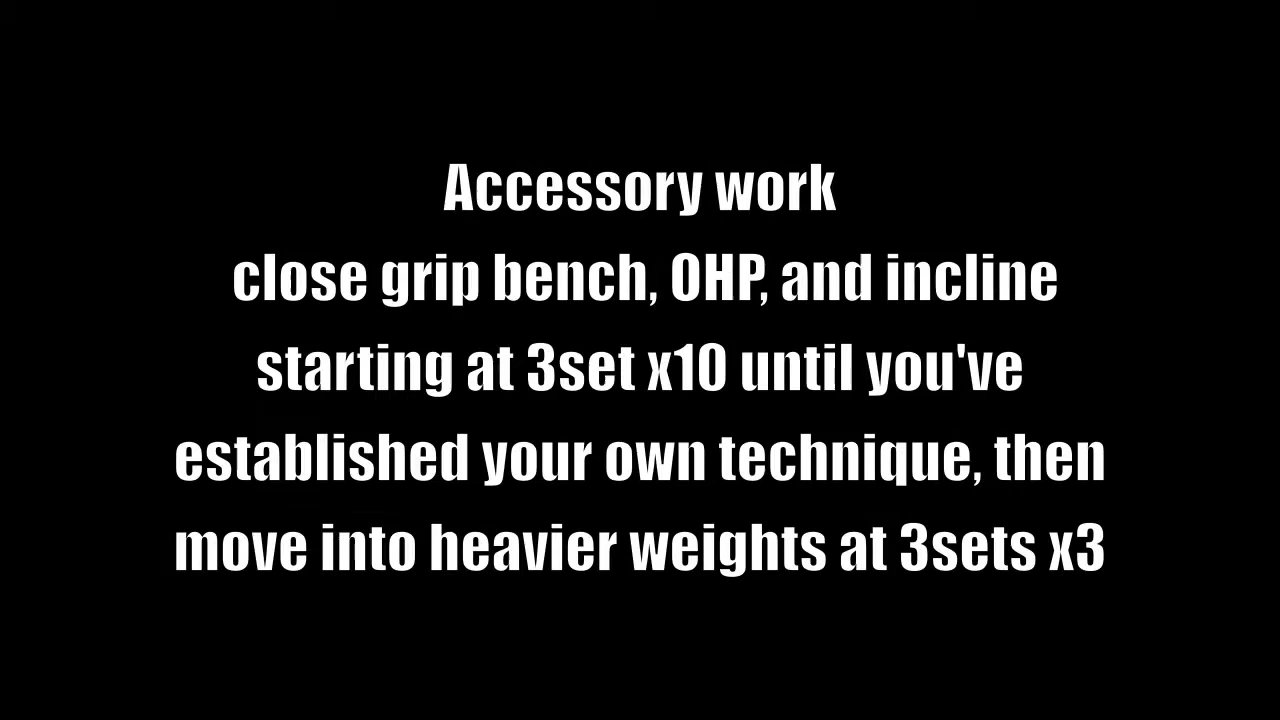 Accessory work
close grip bench, OHP, and incline
starting at 3set x10 until you've
established your own technique, then
move into heavier weights at 3sets x3